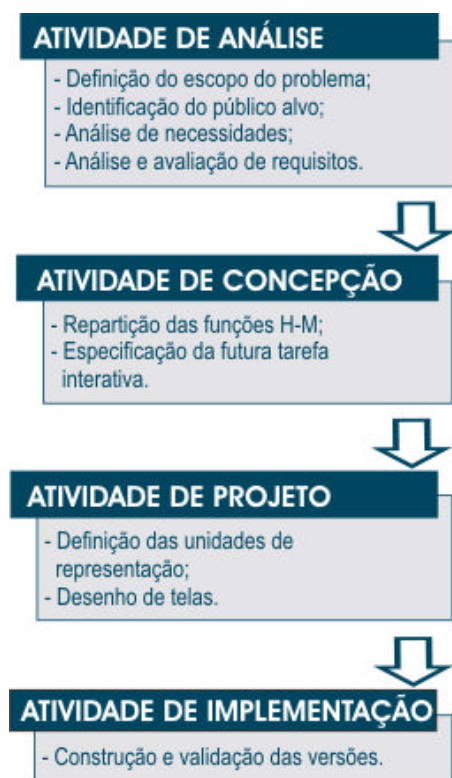 ATIVIDADE DE ANÁLISE
- Definição do escopo do problema;
- Identificação do público alvo;
- Análise de necessidades;
- Análise e avaliação de requisitos.
ATIVIDADE DE CONCEPÇÃO
- Repartição das funções H-M;
- Especificação da futura tarefa
interativa.
ATIVIDADE DE PROJETO
- Definição das unidades de
representação;
- Desenho de telas.
ATIVIDADE DE IMPLEMENTAÇÃO
- Construção e validação das versões.